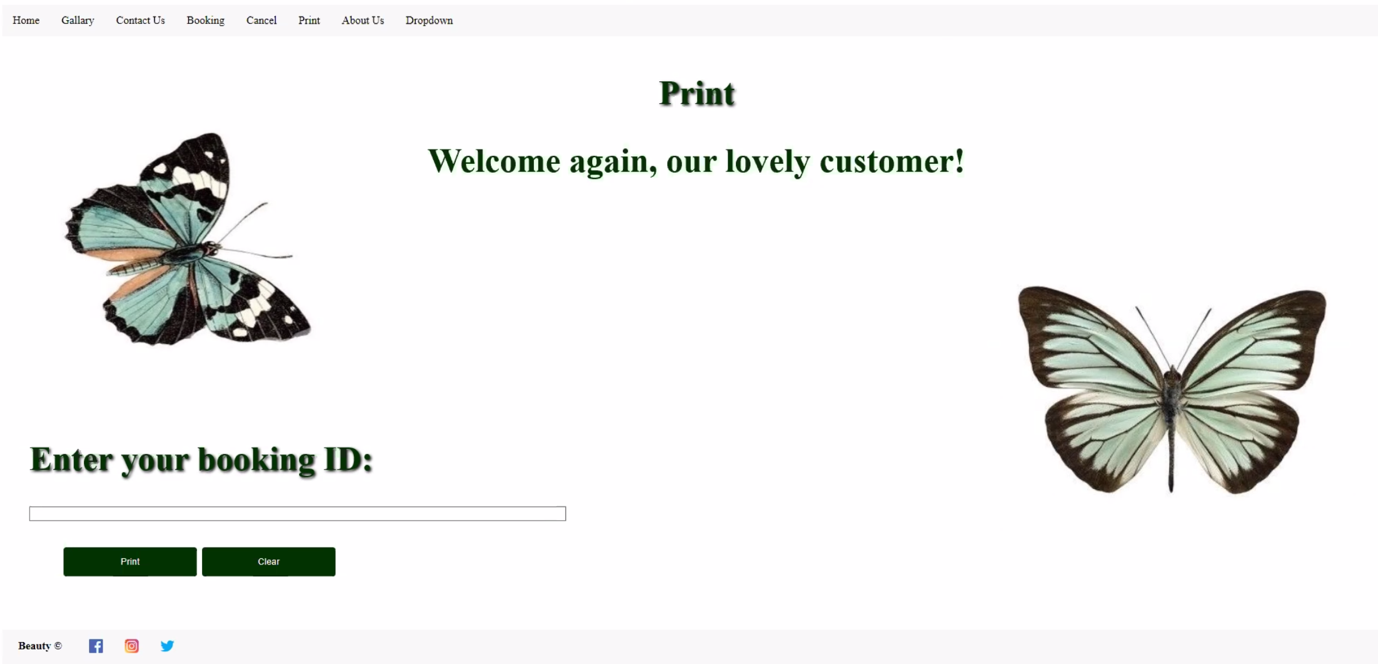 Home Gallary Contact Us Booking Cancel Print About Us Dropdown
Print
Welcome again, our lovely customer!
Enter your booking ID:
Print Clear
Beauty ©